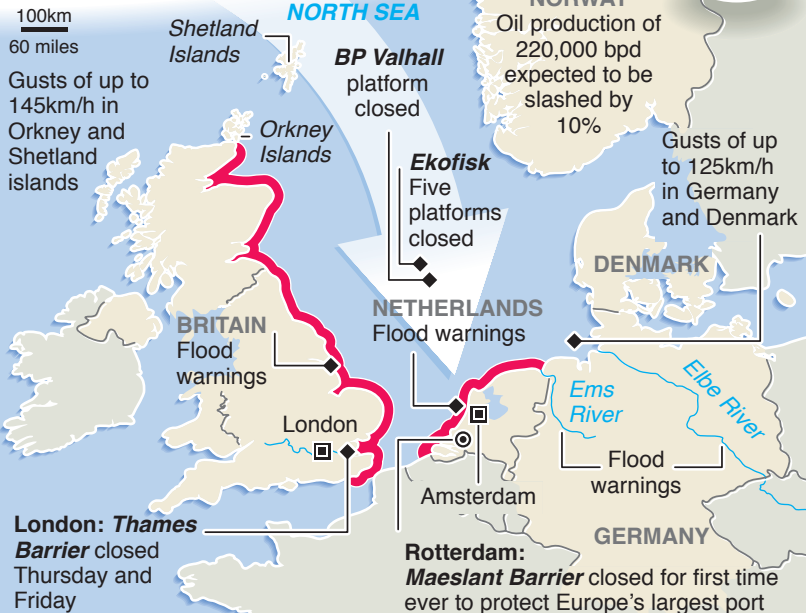 100km
60 miles
Gusts of up to
145km/h in
Orkney and
Shetland
islands
Shetland
Islands
Orkney
Islands
NORTH SEA
BP Valhall
platform
closed
Ekofisk
Five
platforms
closed
NORWAY
Oil production of
220,000 bpd
expected to be
slashed by
10%
Gusts of up
to 125km/h
in Germany
and Denmark
DENMARK
BRITAIN
Flood
warnings
NETHERLANDS
Flood warnings
London
Ems
River
Elbe River
Flood
warnings
Amsterdam
GERMANY
London: Thames
Barrier closed
Thursday and
Friday
Rotterdam:
Maeslant Barrier closed for first time
ever to protect Europe's largest port